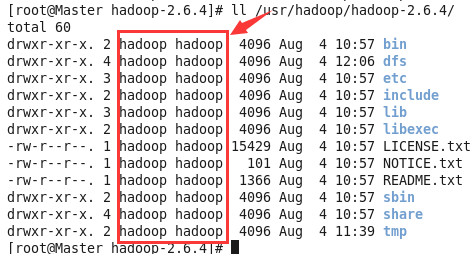 [root@Master hadoop-2.6.4]# ll /usr/hadoop/hadoop-2.6.4/
total 60
drwxr-xr-x. 2 hadoop hadoop 4096 Aug 4 10:57 bin
drwxr-xr-x. 4 hadoop hadoop 4096 Aug 4 12:06 dfs
drwxr-xr-x. 3 hadoop hadoop 4096 Aug 4 10:57 etc
drwxr-xr-x. 2 hadoop hadoop 4096 Aug 4 10:57 include
drwxr-xr-x. 3 hadoop hadoop 4096 Aug 4 10:57 lib
drwxr-xr-x. 2 hadoop hadoop 4096 Aug 4 10:57 libexec
-rw-r--r--. 1 hadoop hadoop 15429 Aug 4 10:57 LICENSE.txt
-rw-r--r--. 1 hadoop hadoop 101 Aug 4 10:57 NOTICE.txt
-rw-r--r--. 1 hadoop hadoop 1366 Aug 4 10:57 README.txt
drwxr-xr-x. 2 hadoop hadoop 4096 Aug 4 10:57 sbin
drwxr-xr-x. 4 hadoop hadoop 4096 Aug 4 10:57 share
drwxr-xr-x. 2 hadoop hadoop 4096 Aug 4 11:39 tmp
[root@Master hadoop-2.6.4]#